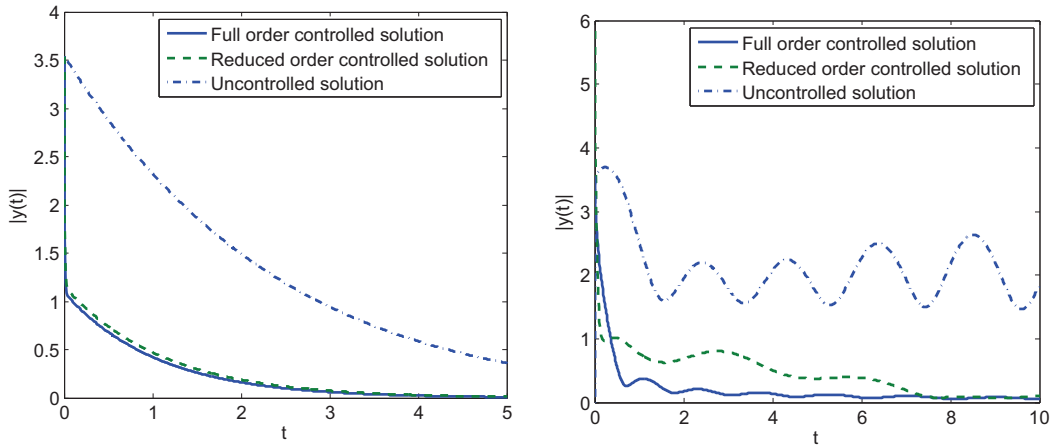 4
3.5
3
2.5
2
1.5
1
0.5
0
|y(t)|
Full order controlled solution
Reduced order controlled solution
Uncontrolled solution
0 1 2 3 4 5
t
6
5
4
3
2
1
0
|y(t)|
Full order controlled solution
Reduced order controlled solution
Uncontrolled solution
0 2 4 6 8 10
t